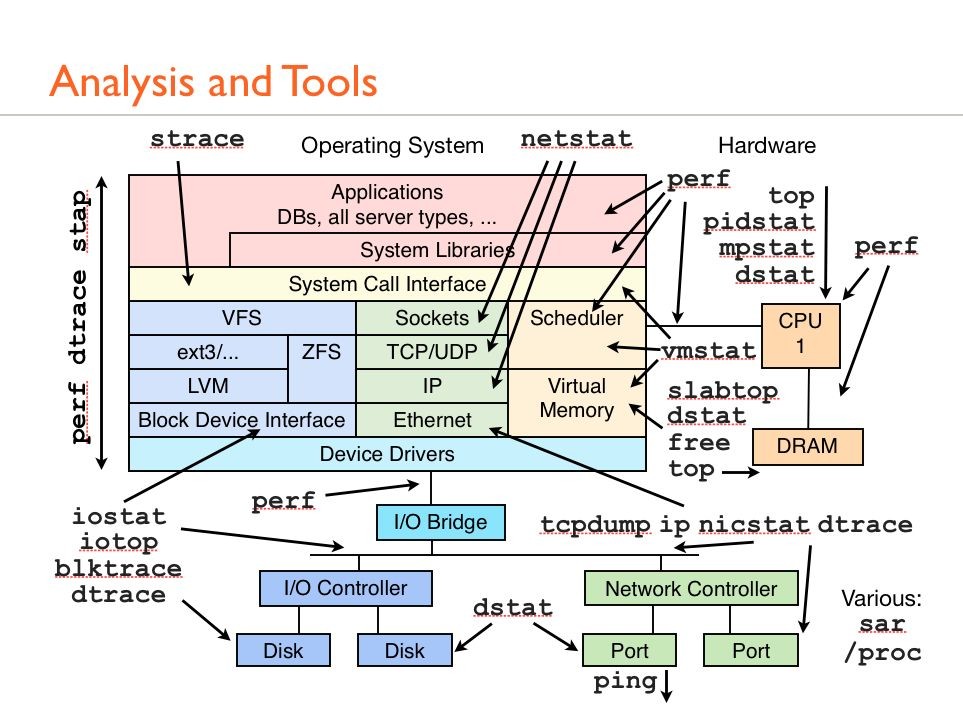 Analysis and Tools
strace
Operating System
netstat
Hardware
perf
top
pidstat
mpstat
dstat
perf
perf dtrace stap
Applications
DBs, all server types, ...
System Libraries
System Call Interface
VFS
Sockets
Scheduler
CPU
1
ext3/...
ZFS
TCP/UDP
vmstat
LVM
IP
Virtual
Memory
slabtop
dstat
free
top
Block Device Interface
Ethernet
DRAM
Device Drivers
perf
iostat
iotop
blktrace
dtrace
I/O Bridge
tcpdump ip nicstat dtrace
I/O Controller
Network Controller
dstat
Various:
sar
/proc
Disk
Disk
Port
Port
ping